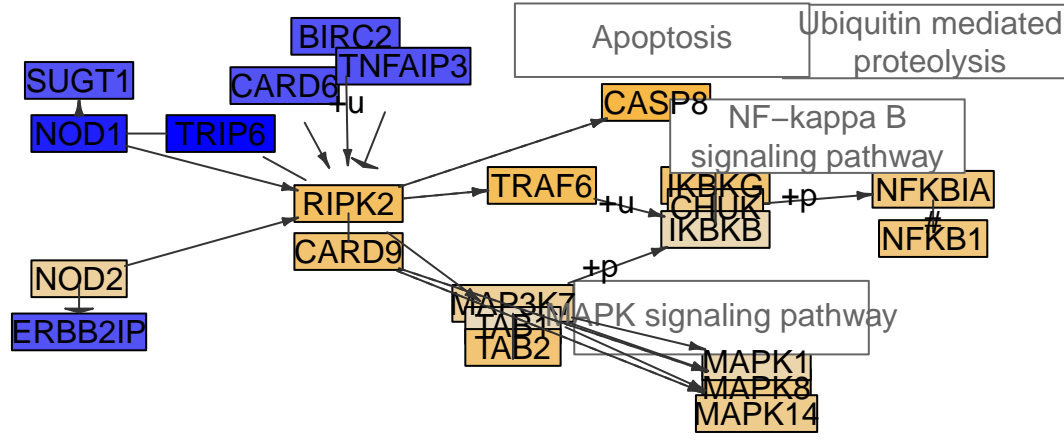 Apoptosis
Ubiquitin mediated
proteolysis
BIRC2
TNFAIP3
CARD6
+u
SUGT1
NOD1
TRIP6
CASP8
NF−kappa B
signaling pathway
RIPK2
TRAF6
+u
IKBKG
CHUK
IKBKB
+p
NFKBIA
#
NFKB1
CARD9
NOD2
ERBB2IP
+p
MAP3K7
TAB1
TAB2
MAPK signaling pathway
MAPK1
MAPK8
MAPK14